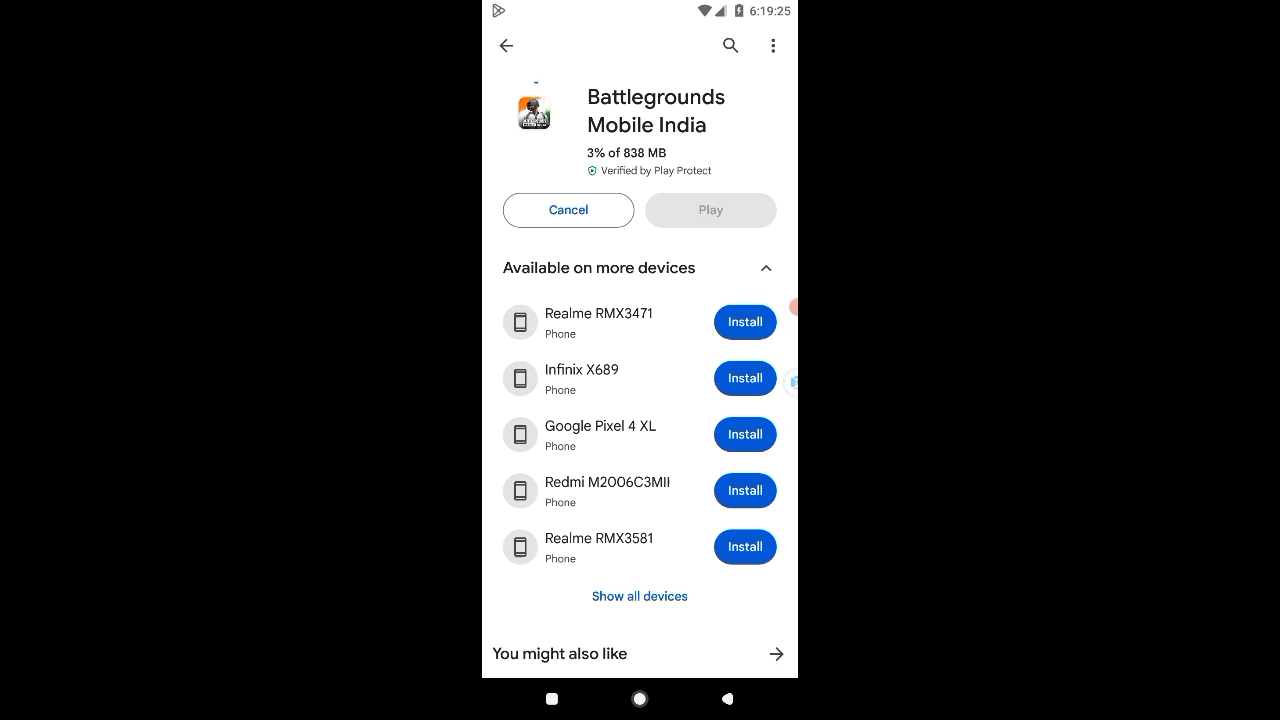 6:19:25
Battlegrounds
Mobile India
3% of 838 MB
Verified by Play Protect
Cancel
Play
Available on more devices
Realme RMX3471
Phone
Install
Infinix X689
Phone
Install
Google Pixel 4 XL
Phone
Install
Redmi M2006C3MII
Phone
Install
Realme RMX3581
Phone
Install
Show all devices
You might also like